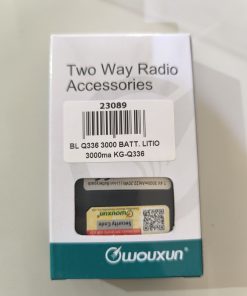 Two Way Radio
Accessories
23089
BL Q336 3000 BATT. LITIO
3000ma KG-Q336
wouxun
Security Code
wouxun